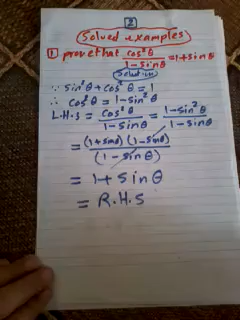 2
Solved examples
1 prove that cos²θ / 1 - sinθ = 1 + sinθ
Solution
∵ sin²θ + cos²θ = 1
∴ cos²θ = 1 - sin²θ
L.H.S = cos²θ / 1 - sinθ = 1 - sin²θ / 1 - sinθ
= (1 + sinθ) (1 - sinθ) / (1 - sinθ)
= 1 + sinθ
= R.H.S